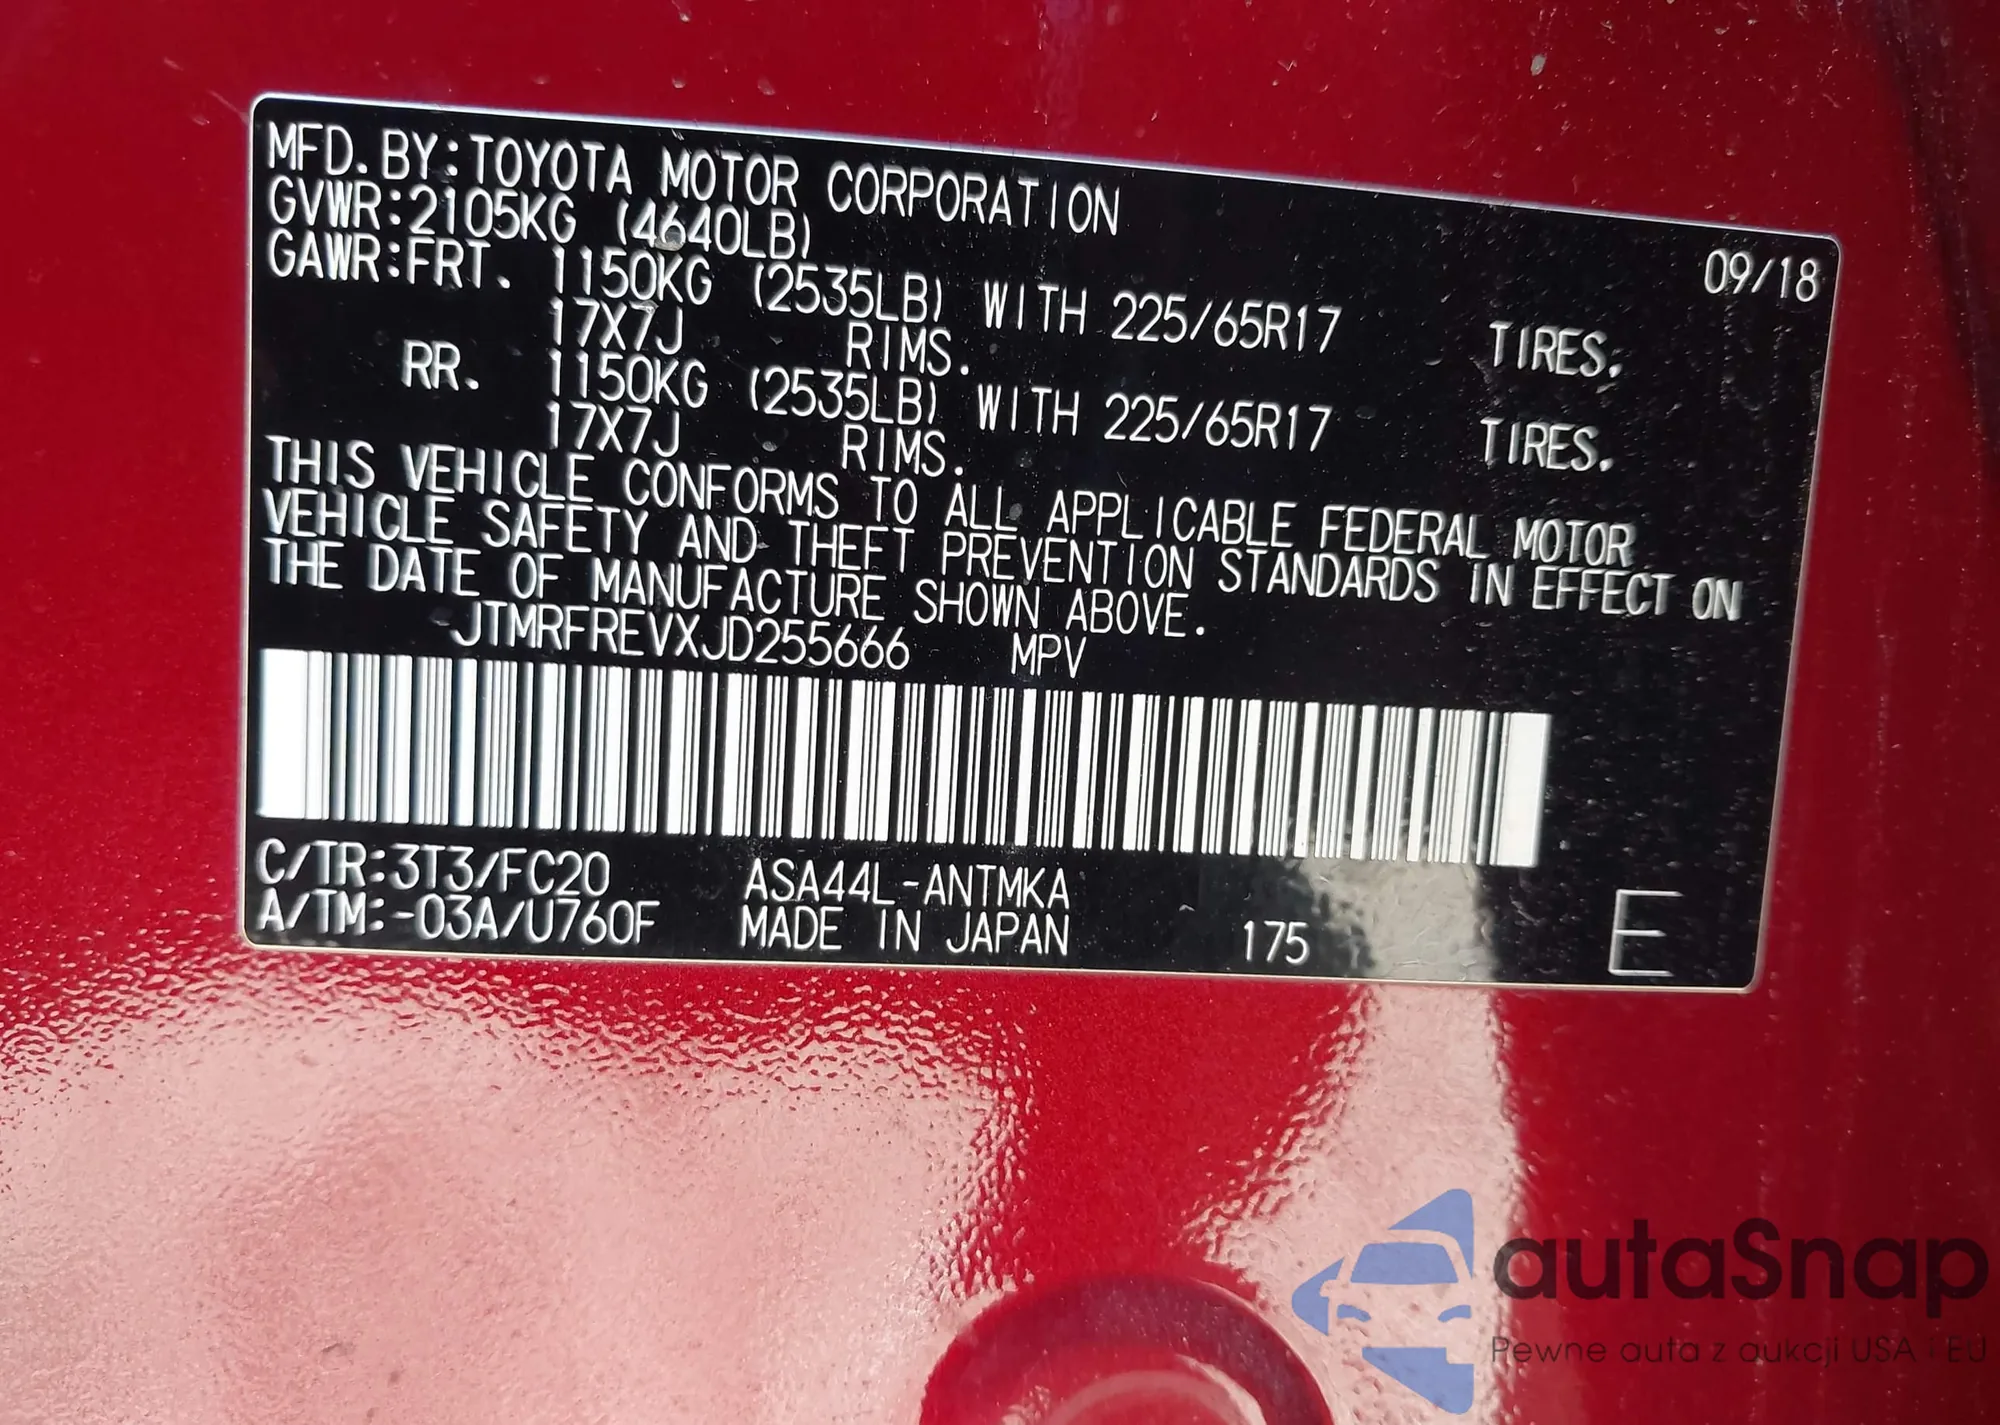 MFD.BY:TOYOTA MOTOR CORPORATION 09/18
GVWR:2105KG (4640LB)
GAWR:FRT. 1150KG (2535LB) WITH 225/65R17 TIRES,
17X7J RIMS.
RR. 1150KG (2535LB) WITH 225/65R17 TIRES,
17X7J RIMS.
THIS VEHICLE CONFORMS TO ALL APPLICABLE FEDERAL MOTOR
VEHICLE SAFETY AND THEFT PREVENTION STANDARDS IN EFFECT ON
THE DATE OF MANUFACTURE SHOWN ABOVE.
JTMRFREVXJD255666 MPV
C/TR:3T3/FC20 ASA44L-ANTMKA
A/TM:-03A/U760F MADE IN JAPAN 175 E
autaSnap
Pewne auta z aukcji USA i EU